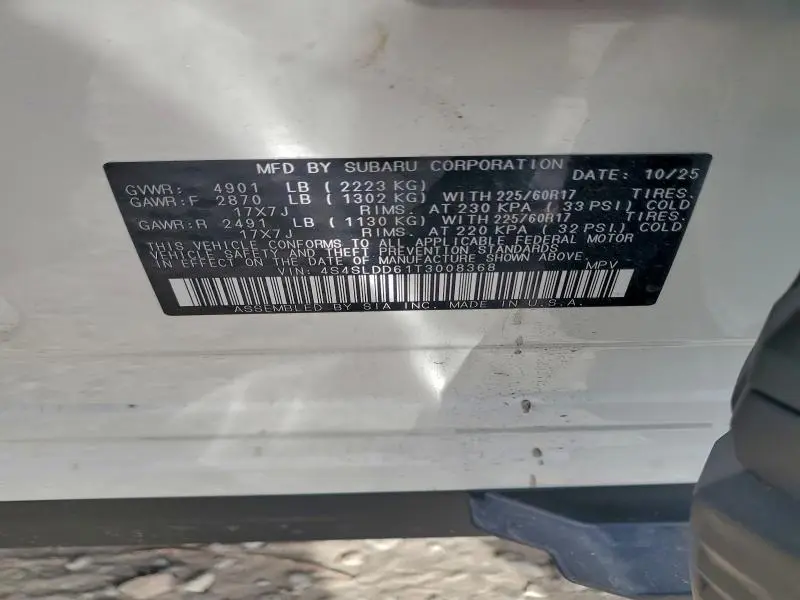 MFD BY SUBARU CORPORATION DATE: 10/25
GVWR: 4901 LB ( 2223 KG)
GAWR:F 2870 LB ( 1302 KG) WITH 225/60R17 TIRES.
17X7J RIMS. AT 230 KPA ( 33 PSI) COLD
GAWR:R 2491 LB ( 1130 KG) WITH 225/60R17 TIRES.
17X7J RIMS. AT 220 KPA ( 32 PSI) COLD
THIS VEHICLE CONFORMS TO ALL APPLICABLE FEDERAL MOTOR
VEHICLE SAFETY AND THEFT PREVENTION STANDARDS
IN EFFECT ON THE DATE OF MANUFACTURE SHOWN ABOVE.
VIN: 4S4SLDD61T3008368 MPV
ASSEMBLED BY SIA INC. MADE IN U.S.A.